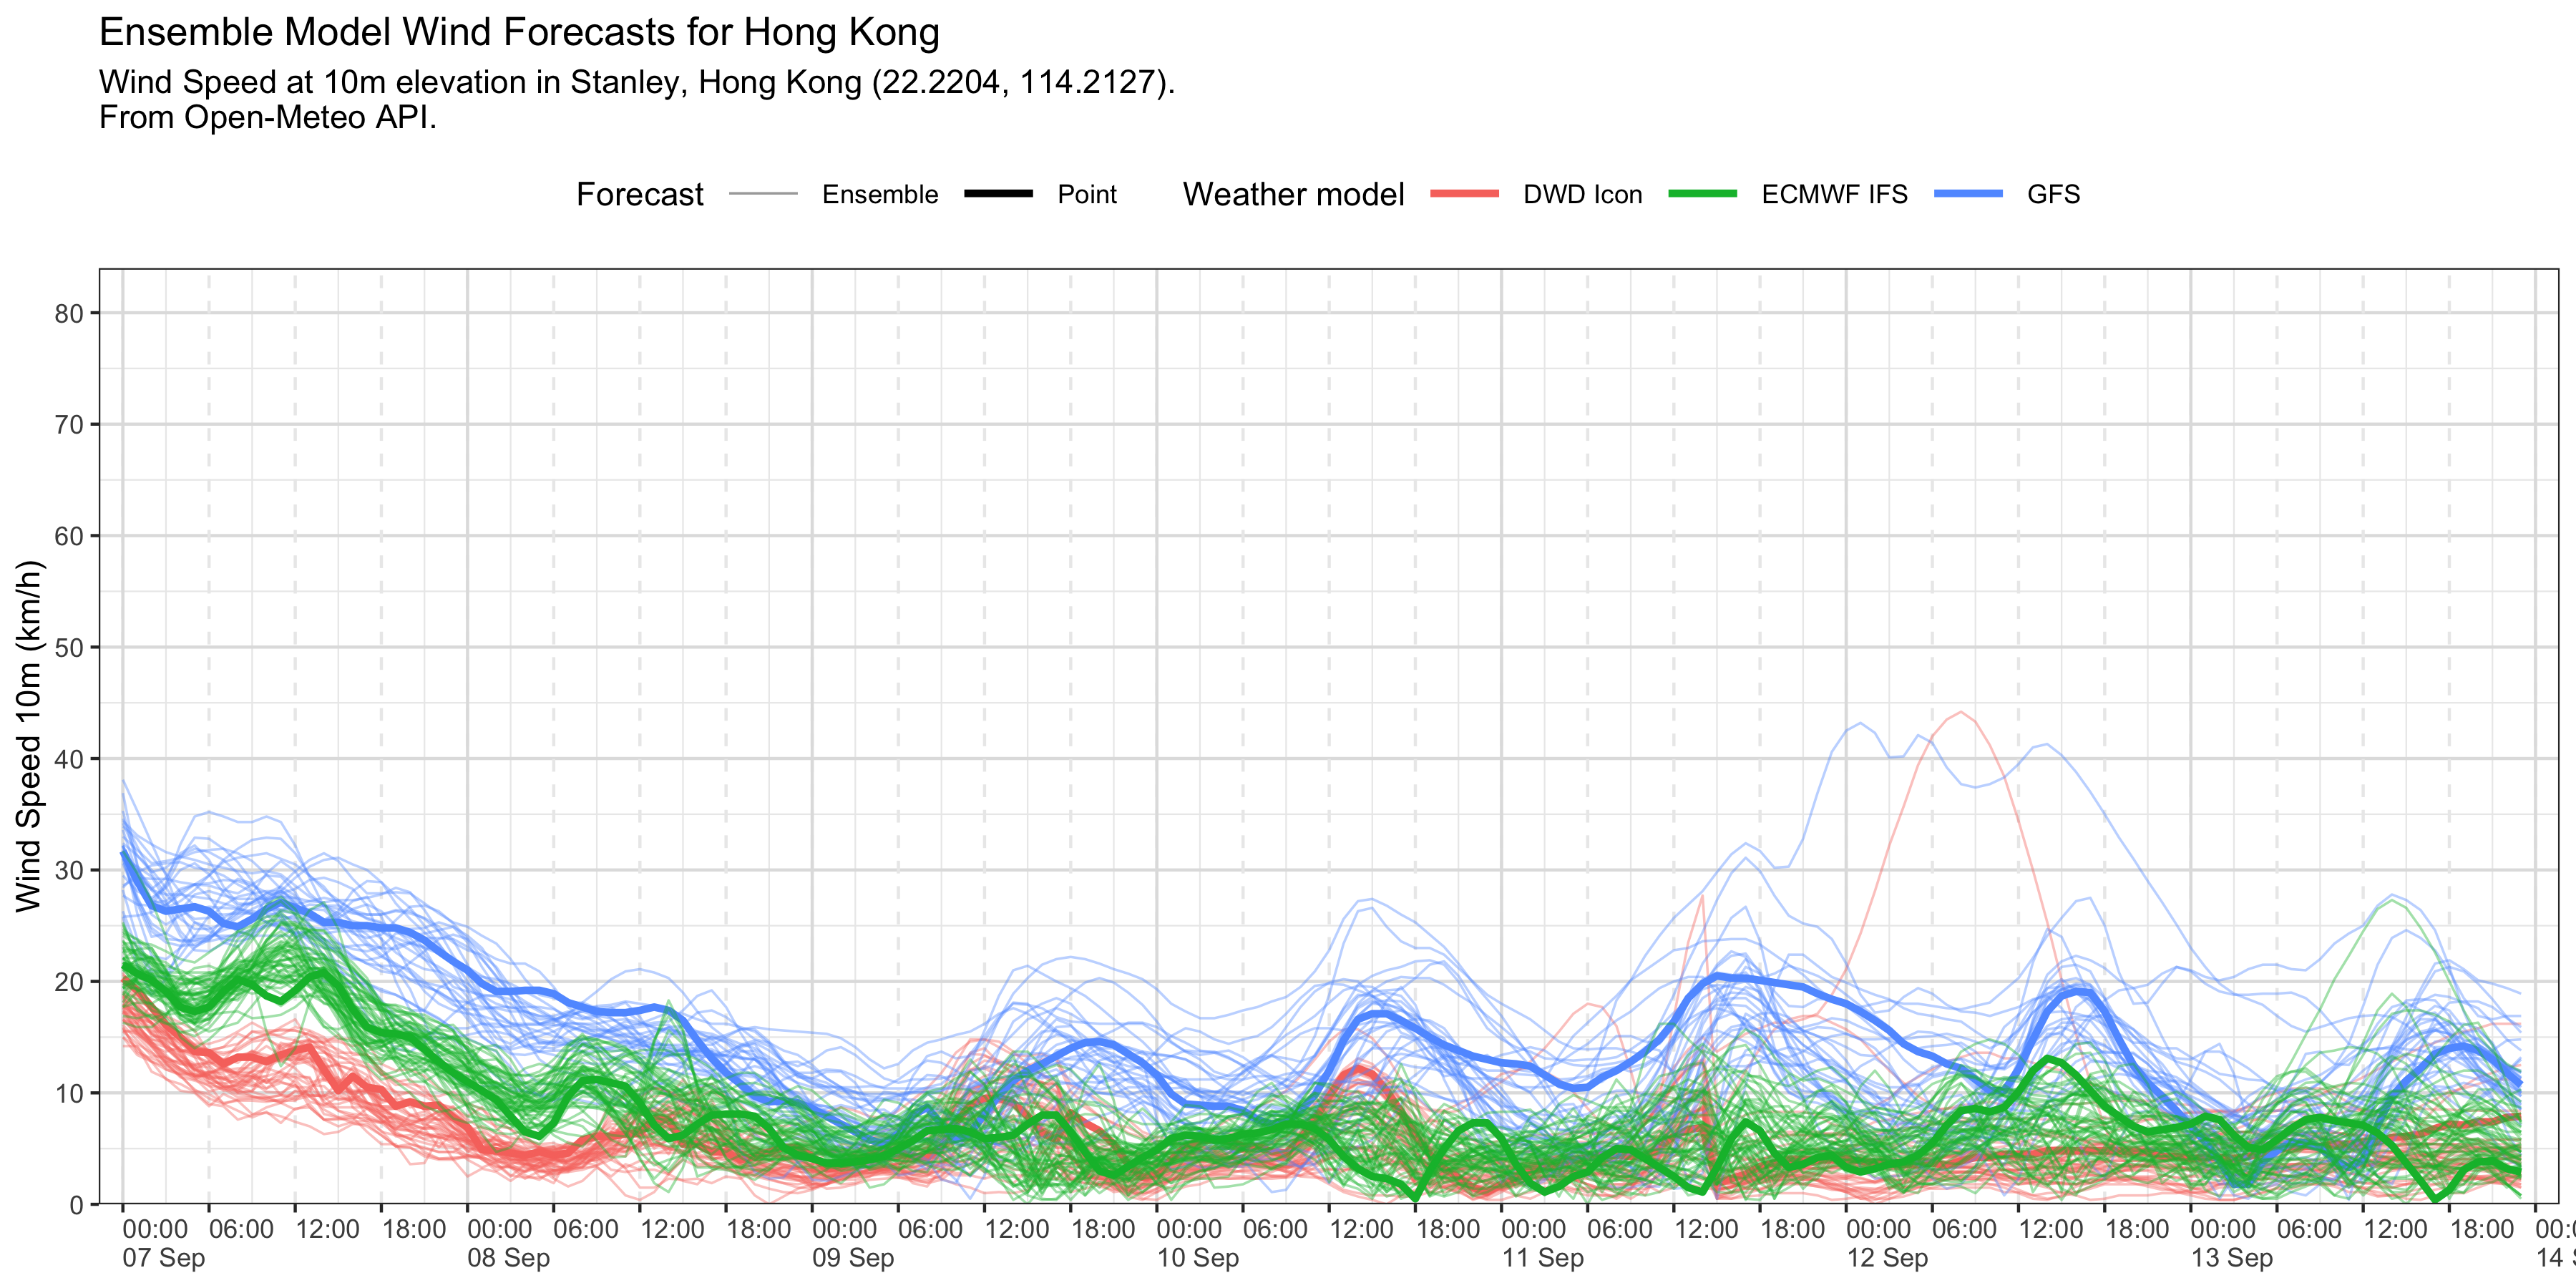 Ensemble Model Wind Forecasts for Hong Kong
Wind Speed at 10m elevation in Stanley, Hong Kong (22.2204, 114.2127).
From Open-Meteo API.
Forecast Ensemble Point Weather model DWD Icon ECMWF IFS GFS
Wind Speed 10m (km/h)
80
70
60
50
40
30
20
10
0
00:00 06:00 12:00 18:00 00:00 06:00 12:00 18:00 00:00 06:00 12:00 18:00 00:00 06:00 12:00 18:00 00:00 06:00 12:00 18:00 00:00 06:00 12:00 18:00 00:00 06:00 12:00 18:00 00:
07 Sep 08 Sep 09 Sep 10 Sep 11 Sep 12 Sep 13 Sep 14